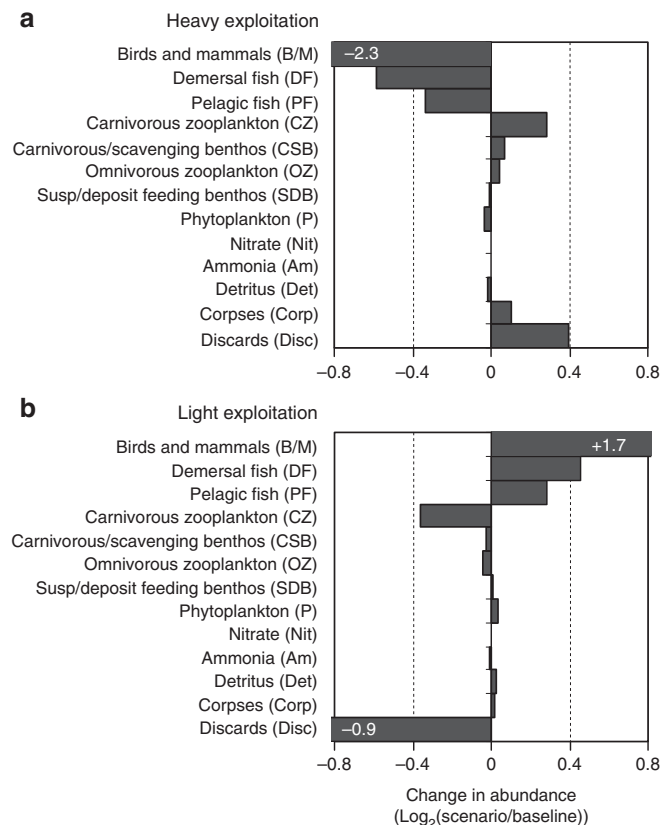 a
Heavy exploitation
Birds and mammals (B/M)
−2.3
Demersal fish (DF)
Pelagic fish (PF)
Carnivorous zooplankton (CZ)
Carnivorous/scavenging benthos (CSB)
Omnivorous zooplankton (OZ)
Susp/deposit feeding benthos (SDB)
Phytoplankton (P)
Nitrate (Nit)
Ammonia (Am)
Detritus (Det)
Corpses (Corp)
Discards (Disc)
−0.8 −0.4 0 0.4 0.8
b
Light exploitation
Birds and mammals (B/M)
+1.7
Demersal fish (DF)
Pelagic fish (PF)
Carnivorous zooplankton (CZ)
Carnivorous/scavenging benthos (CSB)
Omnivorous zooplankton (OZ)
Susp/deposit feeding benthos (SDB)
Phytoplankton (P)
Nitrate (Nit)
Ammonia (Am)
Detritus (Det)
Corpses (Corp)
Discards (Disc)
−0.9
−0.8 −0.4 0 0.4 0.8
Change in abundance
(Log₂(scenario/baseline))